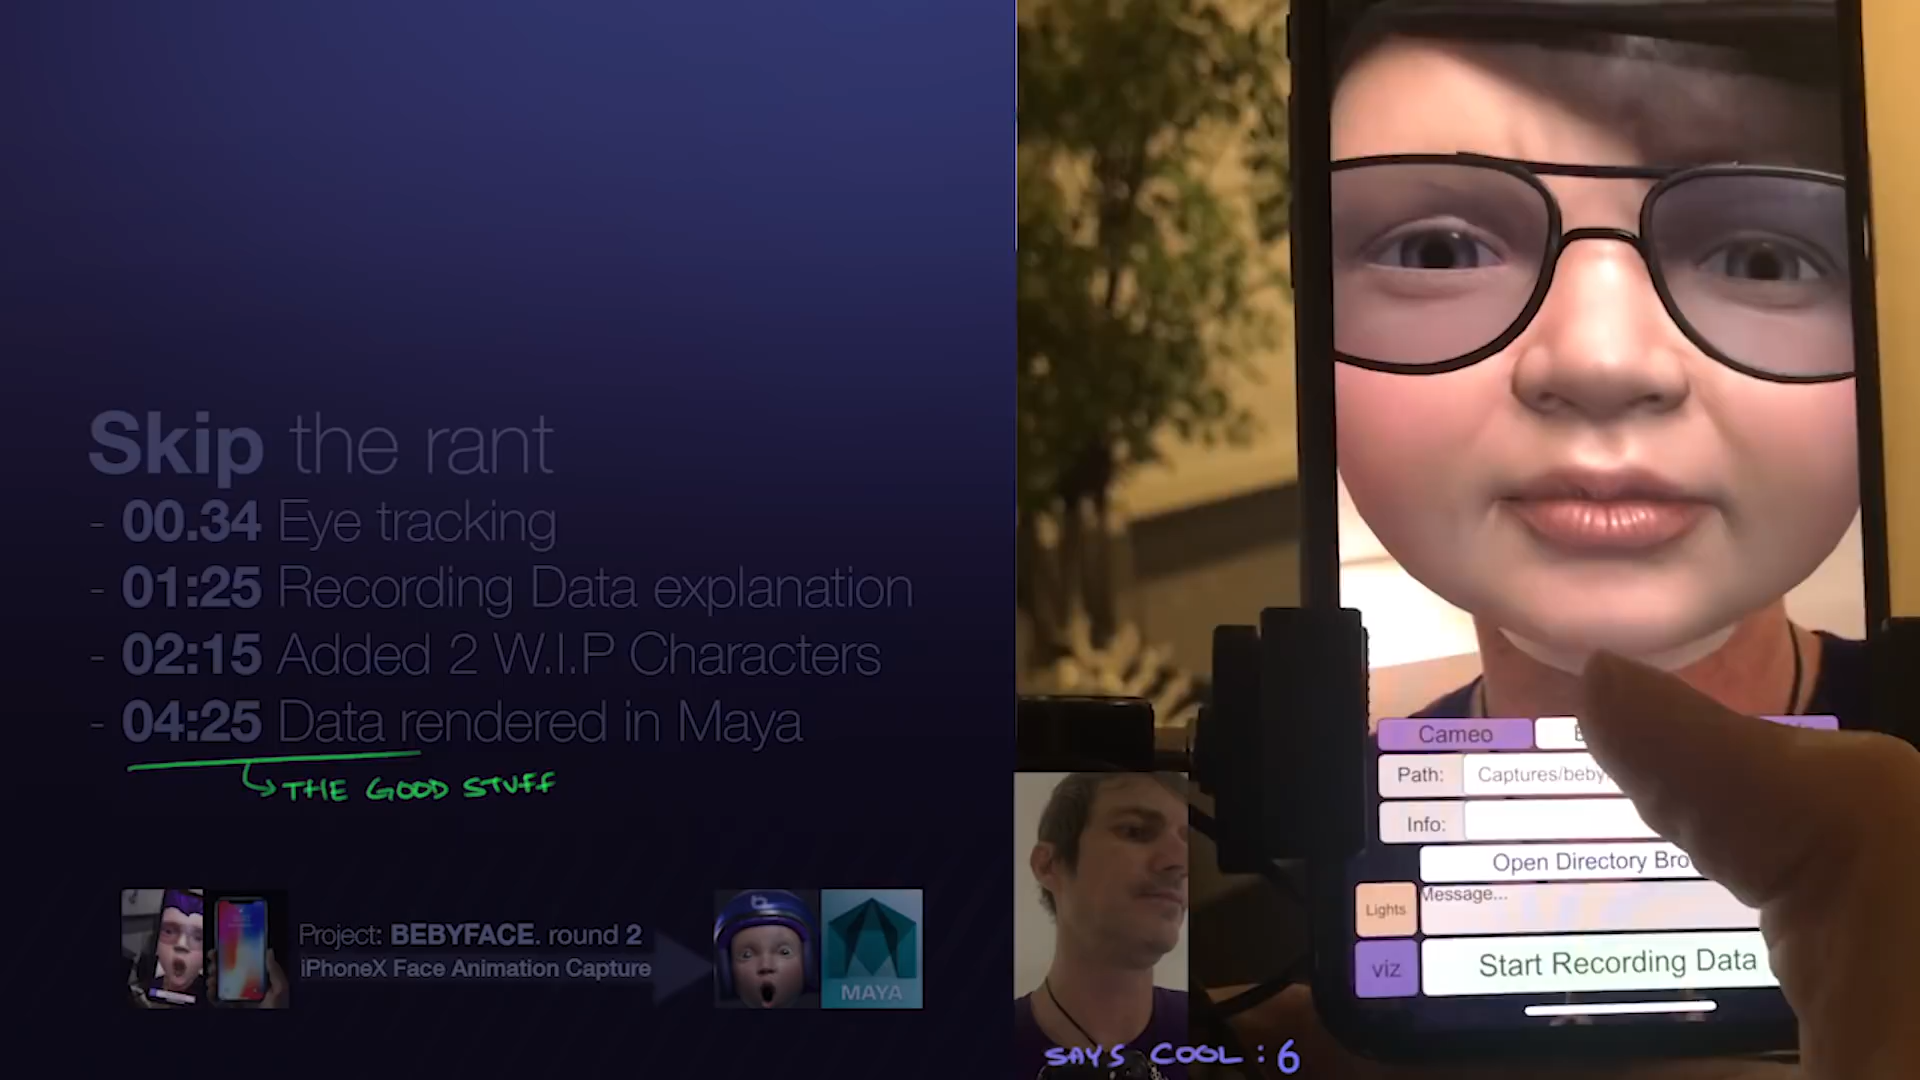 Skip the rant
- 00.34 Eye tracking
- 01:25 Recording Data explanation
- 02:15 Added 2 W.I.P Characters
- 04:25 Data rendered in Maya
THE GOOD STUFF
Project: BEBYFACE. round 2
iPhoneX Face Animation Capture
MAYA
Cameo
Path: Captures/beby
Info:
Open Directory Bro
Lights
Message...
viz
Start Recording Data
SAYS COOL: 6